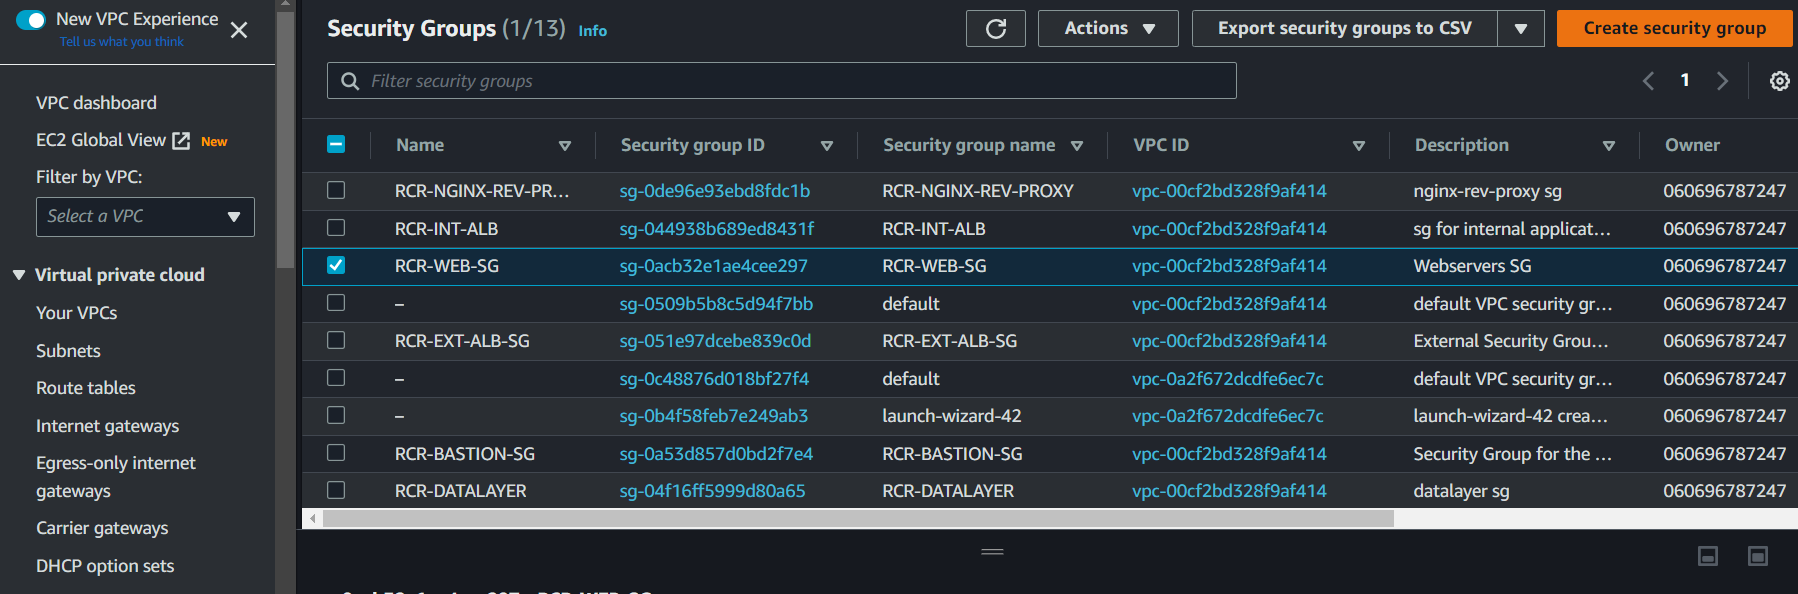 New VPC Experience
Tell us what you think
VPC dashboard
EC2 Global View New
Filter by VPC:
Select a VPC
Virtual private cloud
Your VPCs
Subnets
Route tables
Internet gateways
Egress-only internet
gateways
Carrier gateways
DHCP option sets
Security Groups (1/13) Info
Actions
Export security groups to CSV
Create security group
Filter security groups
1
Name Security group ID Security group name VPC ID Description Owner
RCR-NGINX-REV-PR... sg-0de96e93ebd8fdc1b RCR-NGINX-REV-PROXY vpc-00cf2bd328f9af414 nginx-rev-proxy sg 060696787247
RCR-INT-ALB sg-044938b689ed8431f RCR-INT-ALB vpc-00cf2bd328f9af414 sg for internal applicat... 060696787247
RCR-WEB-SG sg-0acb32e1ae4cee297 RCR-WEB-SG vpc-00cf2bd328f9af414 Webservers SG 060696787247
– sg-0509b5b8c5d94f7bb default vpc-00cf2bd328f9af414 default VPC security gr... 060696787247
RCR-EXT-ALB-SG sg-051e97dcebe839c0d RCR-EXT-ALB-SG vpc-00cf2bd328f9af414 External Security Grou... 060696787247
– sg-0c48876d018bf27f4 default vpc-0a2f672dcdfe6ec7c default VPC security gr... 060696787247
– sg-0b4f58feb7e249ab3 launch-wizard-42 vpc-0a2f672dcdfe6ec7c launch-wizard-42 crea... 060696787247
RCR-BASTION-SG sg-0a53d857d0bd2f7e4 RCR-BASTION-SG vpc-00cf2bd328f9af414 Security Group for the ... 060696787247
RCR-DATALAYER sg-04f16ff5999d80a65 RCR-DATALAYER vpc-00cf2bd328f9af414 datalayer sg 060696787247